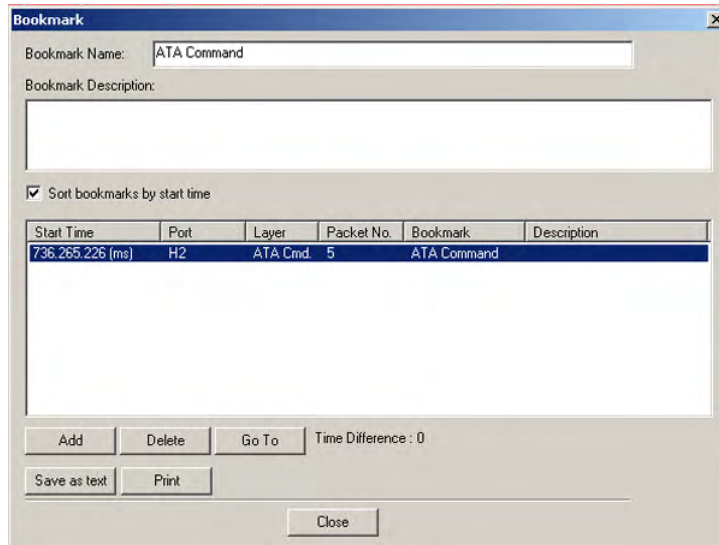 Bookmark
Bookmark Name: ATA Command
Bookmark Description:
Sort bookmarks by start time
Start Time Port Layer Packet No. Bookmark Description
736.265.226 (ms) H2 ATA Cmd. 5 ATA Command
Add Delete Go To Time Difference : 0
Save as text Print
Close